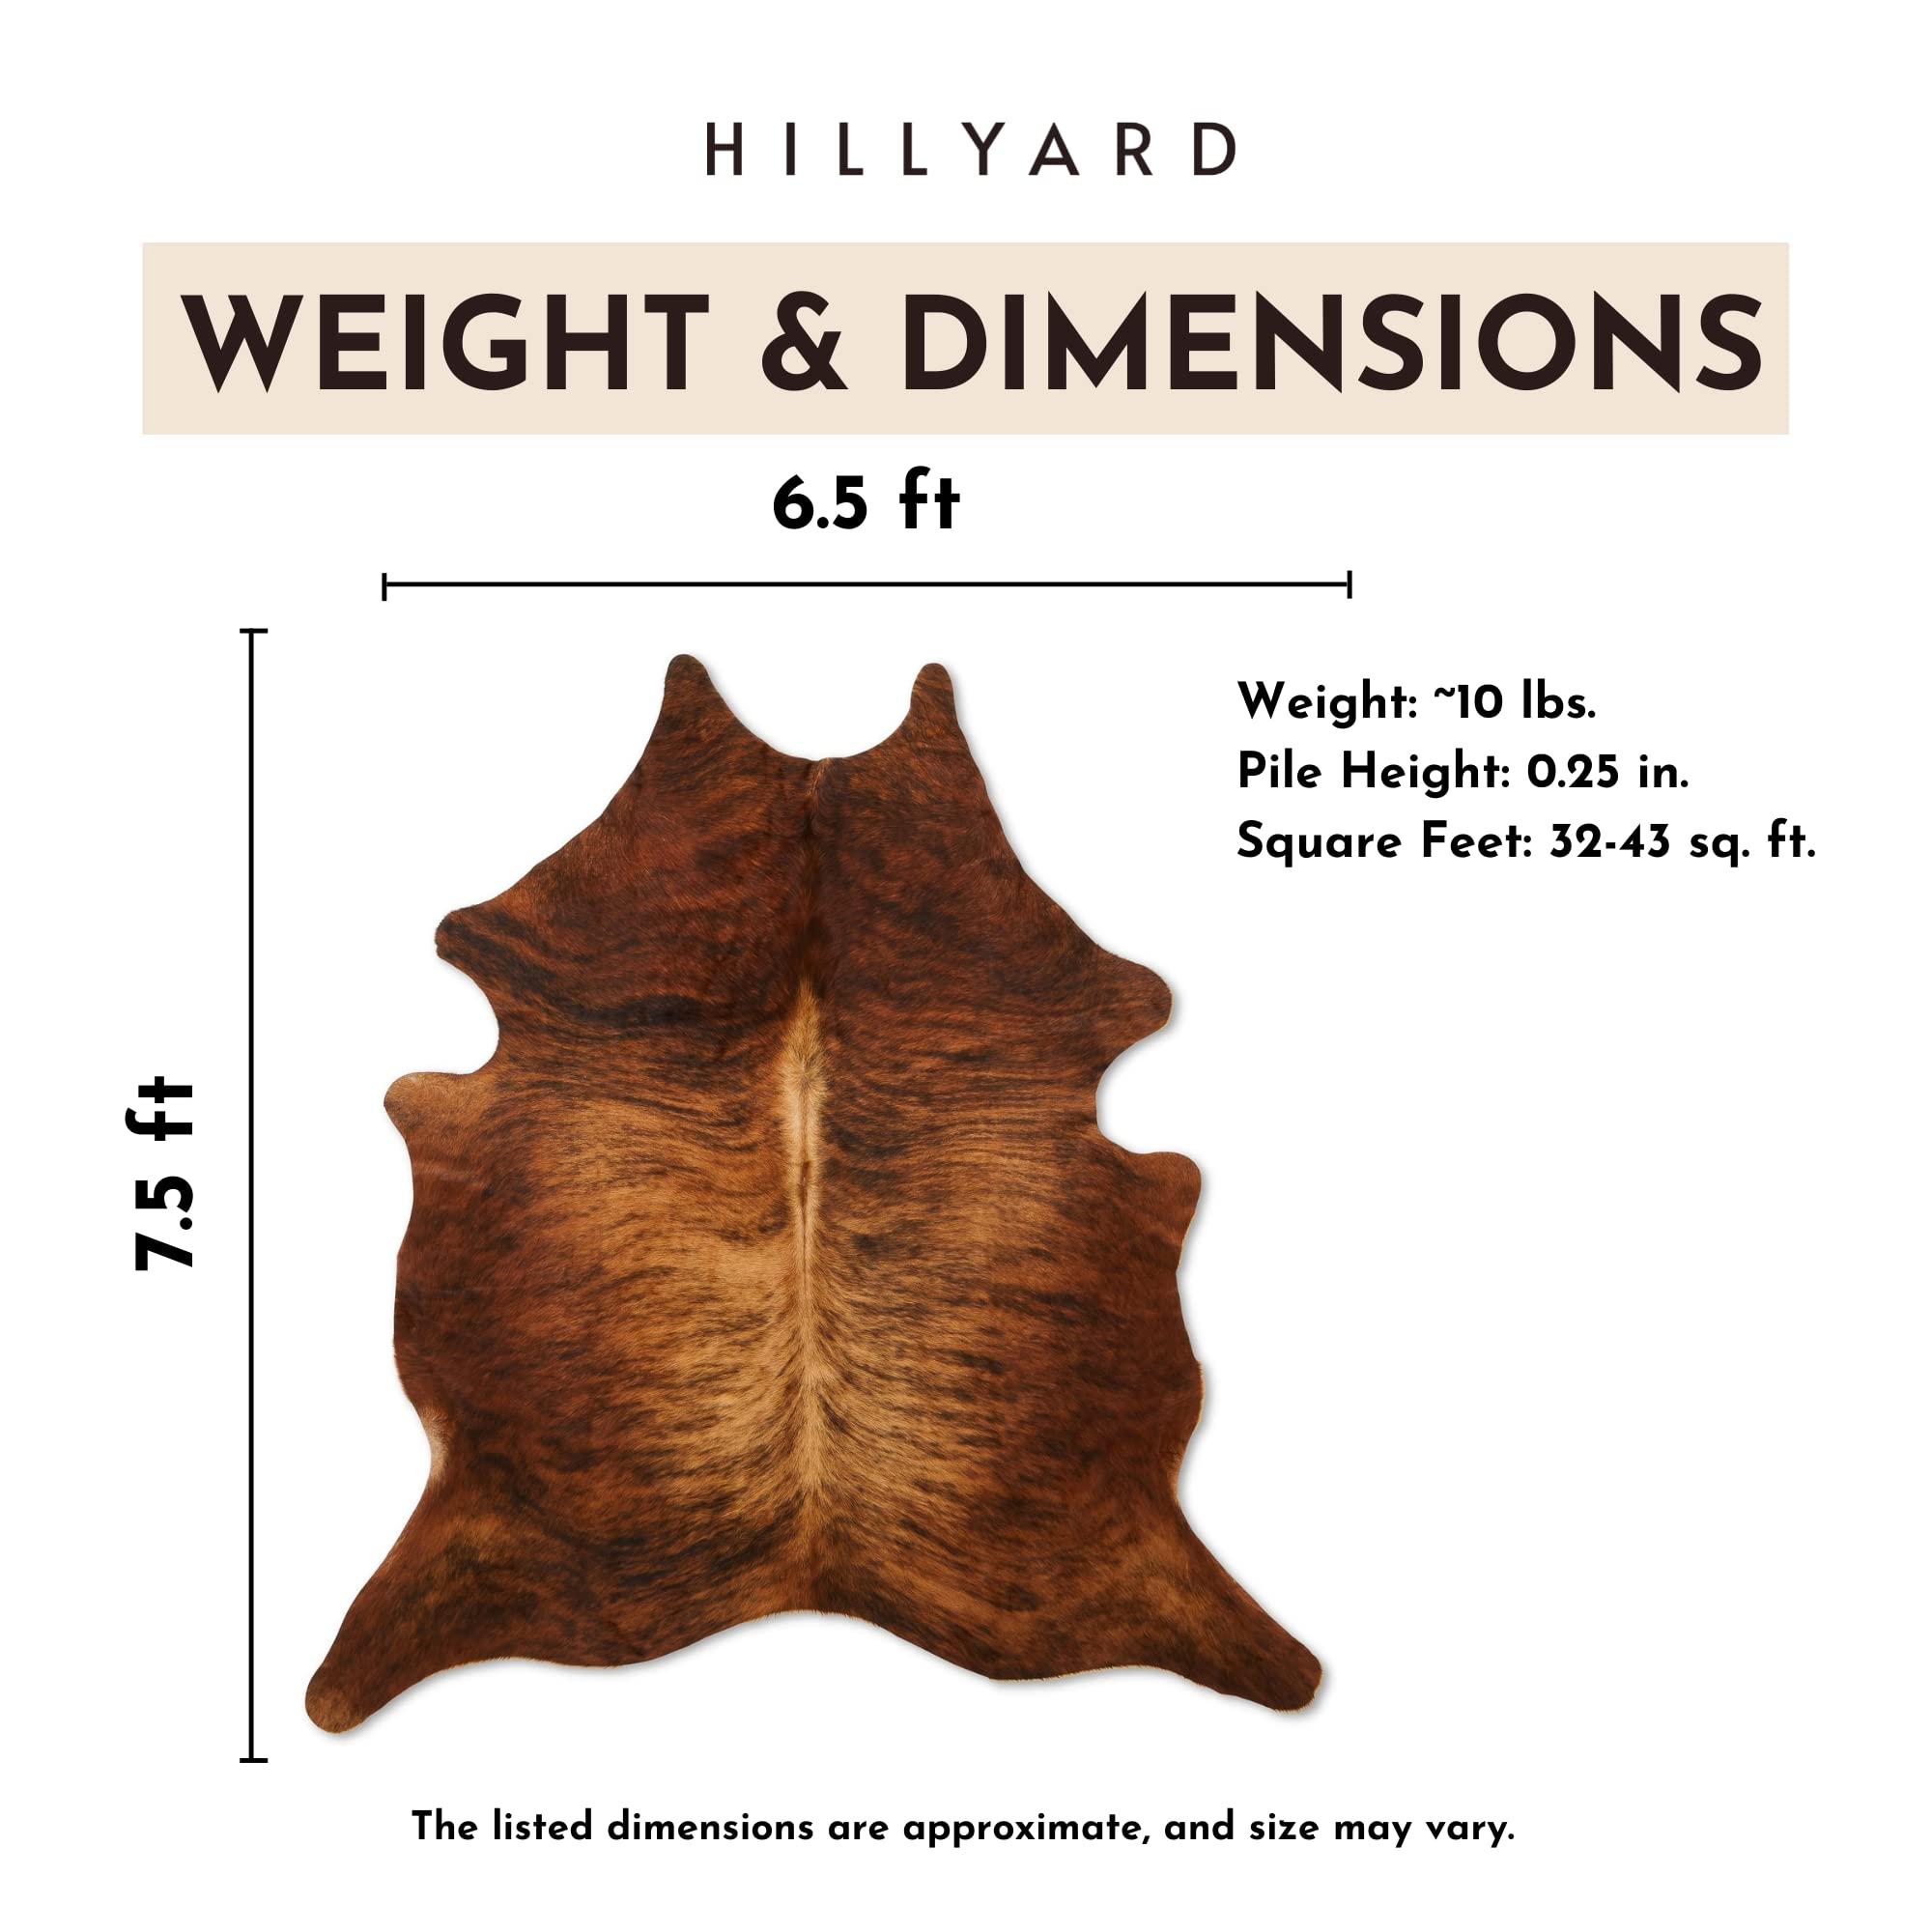 HILLYARD
WEIGHT & DIMENSIONS
6.5 ft
Weight: ~10 lbs.
Pile Height: 0.25 in.
Square Feet: 32-43 sq. ft.
7.5 ft
The listed dimensions are approximate, and size may vary.